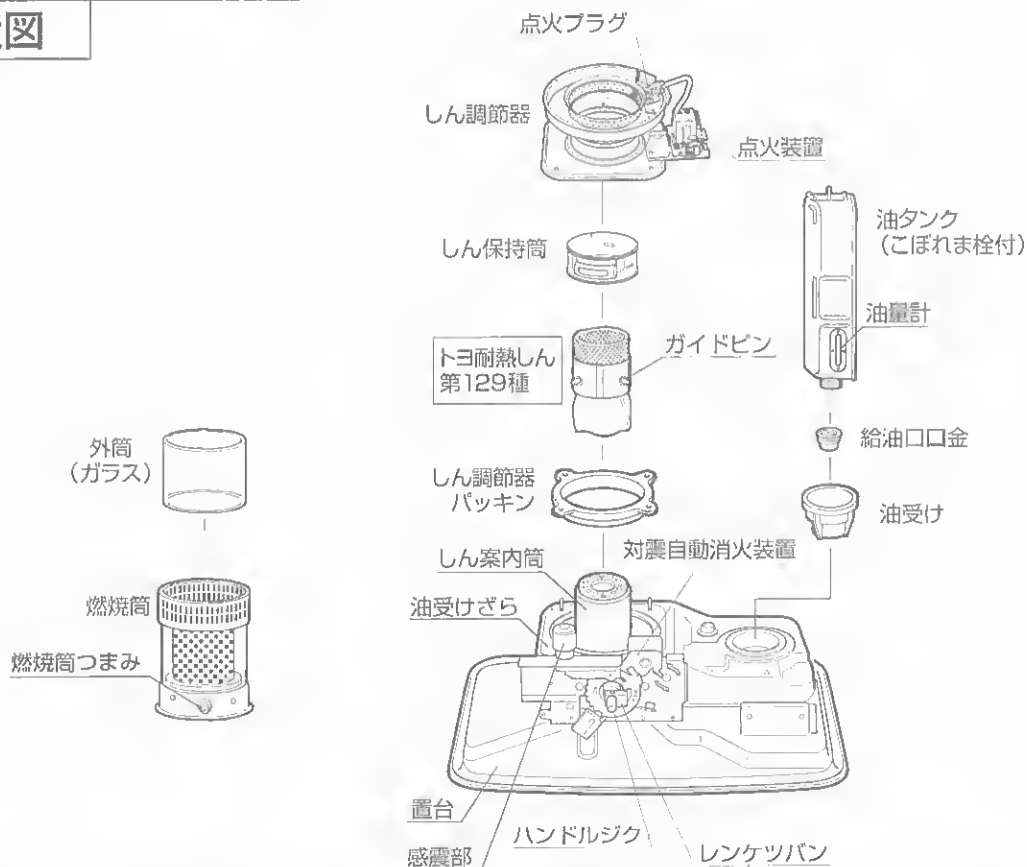 図
点火プラグ
しん調節器
点火装置
しん保持筒
油タンク
(こぼれま栓付)
油量計
トヨ耐熱しん
第129種
ガイドピン
外筒
(ガラス)
給油口口金
しん調節器
パッキン
油受け
対震自動消火装置
しん案内筒
燃焼筒
油受けざら
燃焼筒つまみ
置台
ハンドルジク
感震部
レンケツバン